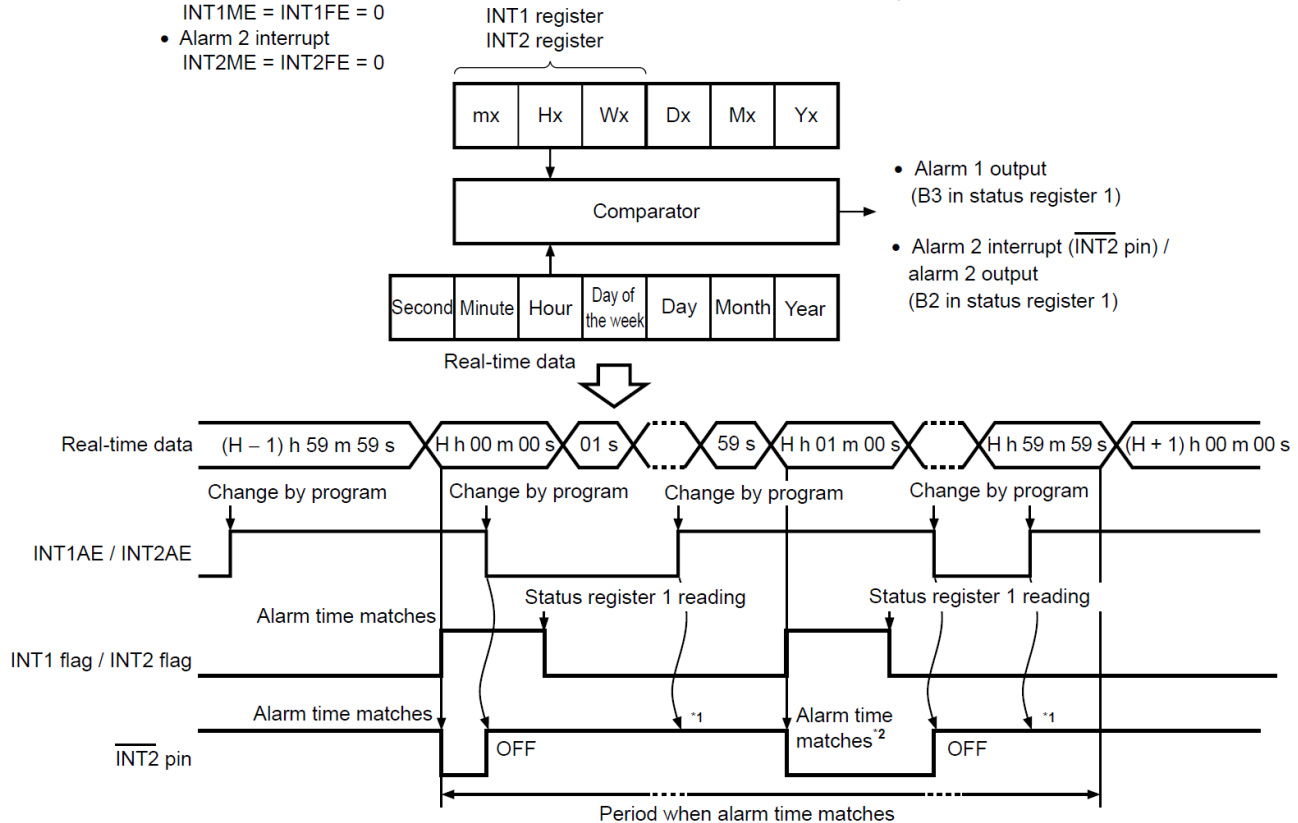 INT1ME = INT1FE = 0
• Alarm 2 interrupt
INT2ME = INT2FE = 0
INT1 register
INT2 register
mx Hx Wx Dx Mx Yx
Comparator
• Alarm 1 output
(B3 in status register 1)
• Alarm 2 interrupt (INT2 pin) /
alarm 2 output
(B2 in status register 1)
Second Minute Hour Day of the week Day Month Year
Real-time data
Real-time data (H − 1) h 59 m 59 s H h 00 m 00 s 01 s 59 s H h 01 m 00 s H h 59 m 59 s (H + 1) h 00 m 00 s
Change by program Change by program Change by program Change by program
INT1AE / INT2AE
Status register 1 reading Status register 1 reading
Alarm time matches
INT1 flag / INT2 flag
Alarm time matches *1 Alarm time matches*2 *1
INT2 pin OFF OFF
Period when alarm time matches